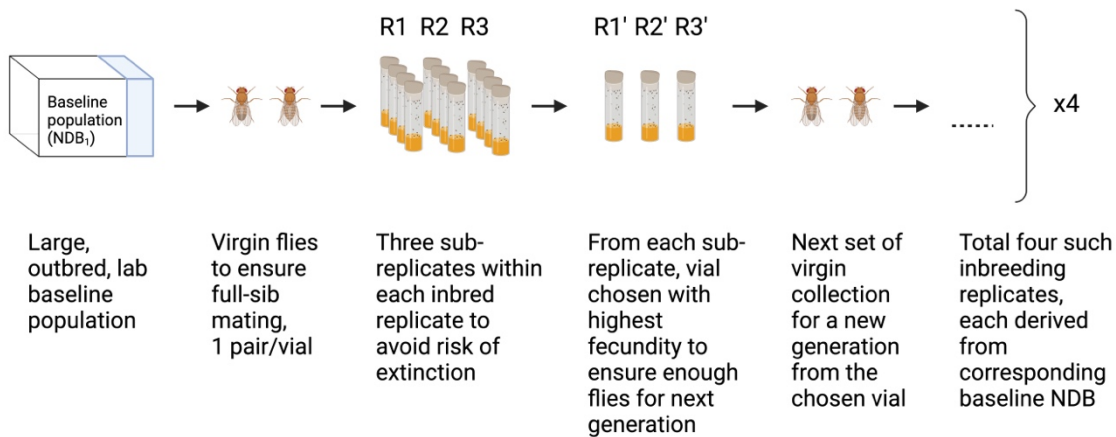 R1 R2 R3
R1' R2' R3'
Baseline
population
(NDB₁)
......
x4
Large,
outbred, lab
baseline
population
Virgin flies
to ensure
full-sib
mating,
1 pair/vial
Three sub-
replicates within
each inbred
replicate to
avoid risk of
extinction
From each sub-
replicate, vial
chosen with
highest
fecundity to
ensure enough
flies for next
generation
Next set of
virgin
collection
for a new
generation
from the
chosen vial
Total four such
inbreeding
replicates,
each derived
from
corresponding
baseline NDB